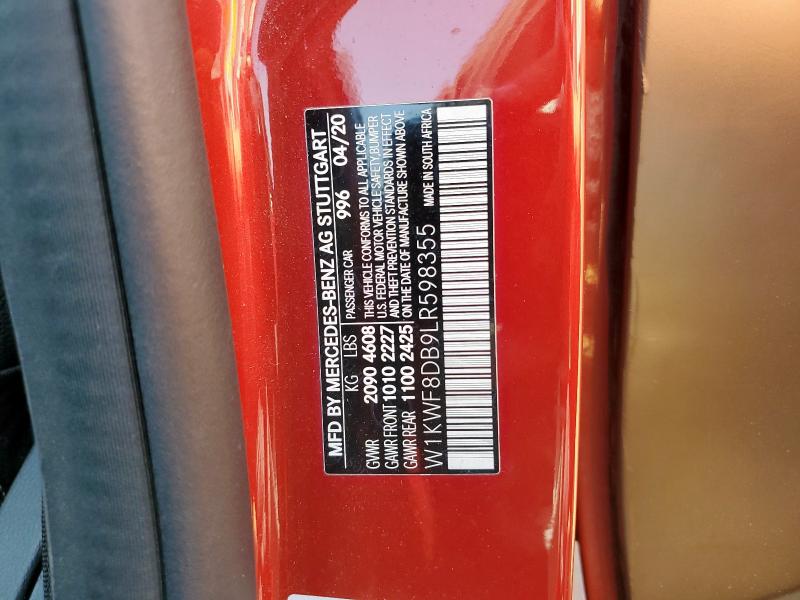 MFD BY MERCEDES-BENZ AG STUTTGART
KG LBS PASSENGER CAR 996 04/20
GVWR 2090 4608
GAWR FRONT 1010 2227
GAWR REAR 1100 2425
THIS VEHICLE CONFORMS TO ALL APPLICABLE
U.S. FEDERAL MOTOR VEHICLE SAFETY, BUMPER
AND THEFT PREVENTION STANDARDS IN EFFECT
ON THE DATE OF MANUFACTURE SHOWN ABOVE
W1KWF8DB9LR598355 MADE IN SOUTH AFRICA